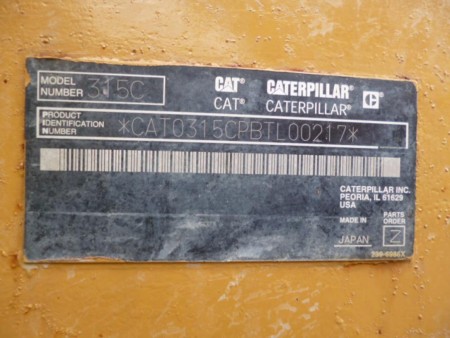 MODEL NUMBER 315C
CAT® CATERPILLAR® C
CAT® CATERPILLAR®
PRODUCT IDENTIFICATION NUMBER *CAT0315CPBTL00217*
CATERPILLAR INC.
PEORIA, IL 61629
USA
MADE IN JAPAN
PARTS ORDER Z